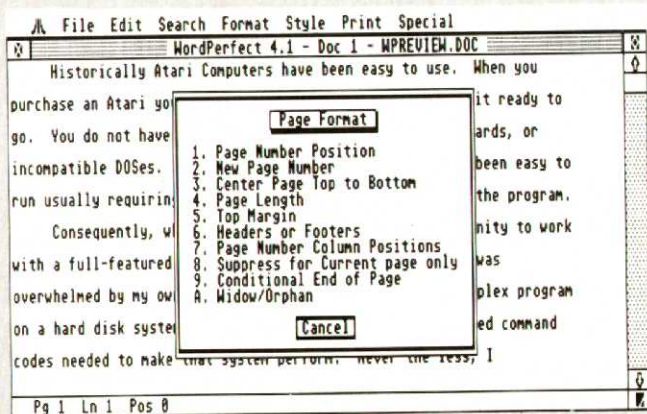 File Edit Search Format Style Print Special
WordPerfect 4.1 - Doc 1 - WPREVIEW.DOC
Historically Atari Computers have been easy to use. When you
purchase an Atari yo it ready to
go. You do not have ards, or
incompatible DOSes. been easy to
run usually requirin the program.
Consequently, w nity to work
with a full-featured was
overwhelmed by my ow plex program
on a hard disk syste ed command
codes needed to make that system perform. Never the less, I
Page Format
1. Page Number Position
2. New Page Number
3. Center Page Top to Bottom
4. Page Length
5. Top Margin
6. Headers or Footers
7. Page Number Column Positions
8. Suppress for Current page only
9. Conditional End of Page
A. Widow/Orphan
Cancel
Pg 1 Ln 1 Pos 0